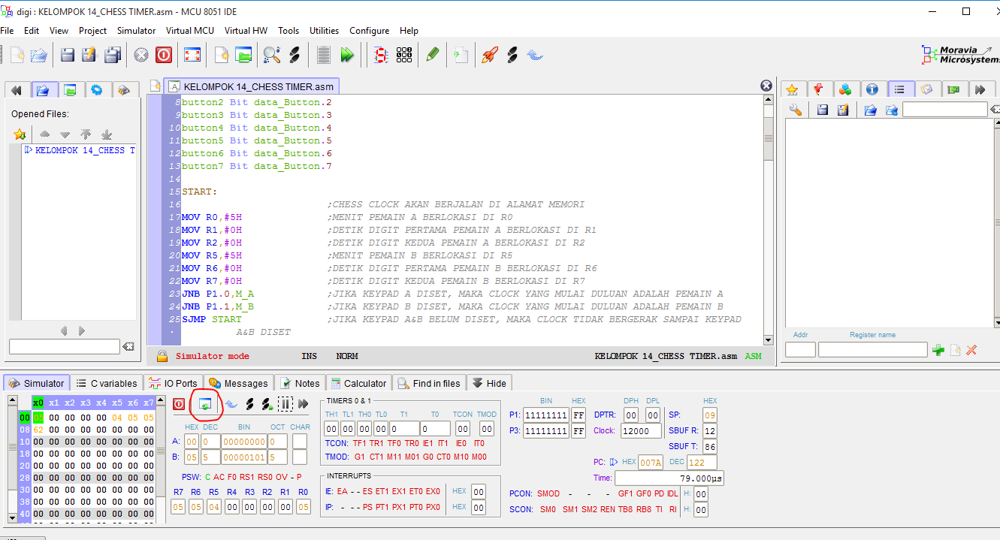 digi : KELOMPOK 14_CHESS TIMER.asm - MCU 8051 IDE
File Edit View Project Simulator Virtual MCU Virtual HW Tools Utilities Configure Help
Moravia
Microsystems
KELOMPOK 14_CHESS TIMER.asm
Opened Files:
KELOMPOK 14_CHESS T
8 button2 Bit data_Button.2
9 button3 Bit data_Button.3
10 button4 Bit data_Button.4
11 button5 Bit data_Button.5
12 button6 Bit data_Button.6
13 button7 Bit data_Button.7
14
15 START:
16 ;CHESS CLOCK AKAN BERJALAN DI ALAMAT MEMORI
17 MOV R0,#5H ;MENIT PEMAIN A BERLOKASI DI R0
18 MOV R1,#0H ;DETIK DIGIT PERTAMA PEMAIN A BERLOKASI DI R1
19 MOV R2,#0H ;DETIK DIGIT KEDUA PEMAIN A BERLOKASI DI R2
20 MOV R5,#5H ;MENIT PEMAIN B BERLOKASI DI R5
21 MOV R6,#0H ;DETIK DIGIT PERTAMA PEMAIN B BERLOKASI DI R6
22 MOV R7,#0H ;DETIK DIGIT KEDUA PEMAIN B BERLOKASI DI R7
23 JNB P1.0,M_A ;JIKA KEYPAD A DISET, MAKA CLOCK YANG MULAI DULUAN ADALAH PEMAIN A
24 JNB P1.1,M_B ;JIKA KEYPAD B DISET, MAKA CLOCK YANG MULAI DULUAN ADALAH PEMAIN B
25 SJMP START ;JIKA KEYPAD A&B BELUM DISET, MAKA CLOCK TIDAK BERGERAK SAMPAI KEYPAD
A&B DISET
Simulator mode INS NORM KELOMPOK 14_CHESS TIMER.asm ASM
Addr Register name
Simulator C variables IO Ports Messages Notes Calculator Find in files Hide
x0 x1 x2 x3 x4 x5 x6 x7
00 05 00 00 00 00 04 05 05
08 62 00 00 00 00 00 00 00
10 00 00 00 00 00 00 00 00
18 00 00 00 00 00 00 00 00
20 00 00 00 00 00 00 00 00
28 00 00 00 00 00 00 00 00
30 00 00 00 00 00 00 00 00
38 00 00 00 00 00 00 00 00
40 00 00 00 00 00 00 00 00
HEX DEC BIN OCT CHAR
A: 00 0 00000000 0
B: 05 5 00000101 5
PSW: C AC F0 RS1 RS0 OV - P
R7 R6 R5 R4 R3 R2 R1 R0
05 05 04 00 00 00 00 05
TIMERS 0 & 1
TH1 TL1 TH0 TL0 T1 T0 TCON TMOD
00 00 00 00 0 0 00 00
TCON: TF1 TR1 TF0 TR0 IE1 IT1 IE0 IT0
TMOD: G1 CT1 M11 M01 G0 CT0 M10 M00
INTERRUPTS
IE: EA - - ES ET1 EX1 ET0 EX0 HEX 00
IP: - - - PS PT1 PX1 PT0 PX0 HEX 00
BIN HEX
P1: 11111111 FF
P3: 11111111 FF
DPH DPL
DPTR: 00 00
Clock: 12000
HEX
SP: 09
SBUF R: 12
SBUF T: 86
PC: HEX 007A DEC 122
Time: 79.000µs
PCON: SMOD - - - GF1 GF0 PD IDL H: 00
SCON: SM0 SM1 SM2 REN TB8 RB8 TI RI H: 00